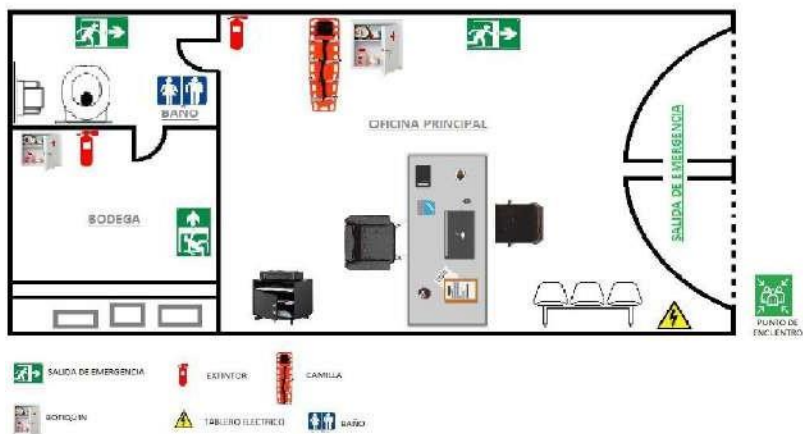 BAÑO
OFICINA PRINCIPAL
BODEGA
SALIDA DE EMERGENCIA
PUNTO DE
ENCUENTRO
SALIDA DE EMERGENCIA
EXTINTOR
CAMILLA
BOTIQUIN
TABLERO ELECTRICO
BAÑO